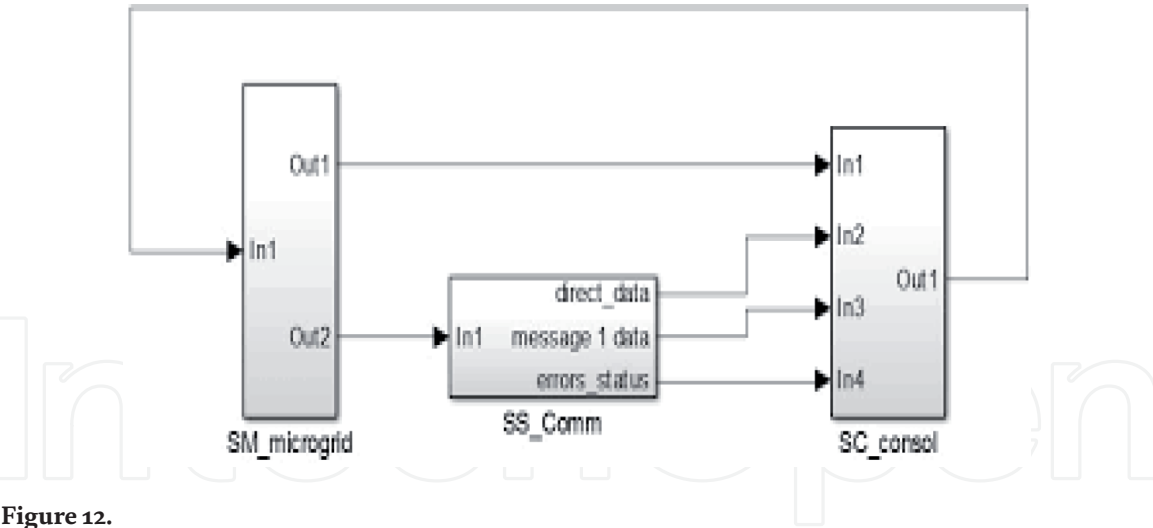 Out1
In1
Out2
SM_microgrid
In1
direct_data
message 1 data
errors_status
SS_Comm
In1
In2
In3
In4
Out1
SC_consol
IntechOpen
Figure 12.